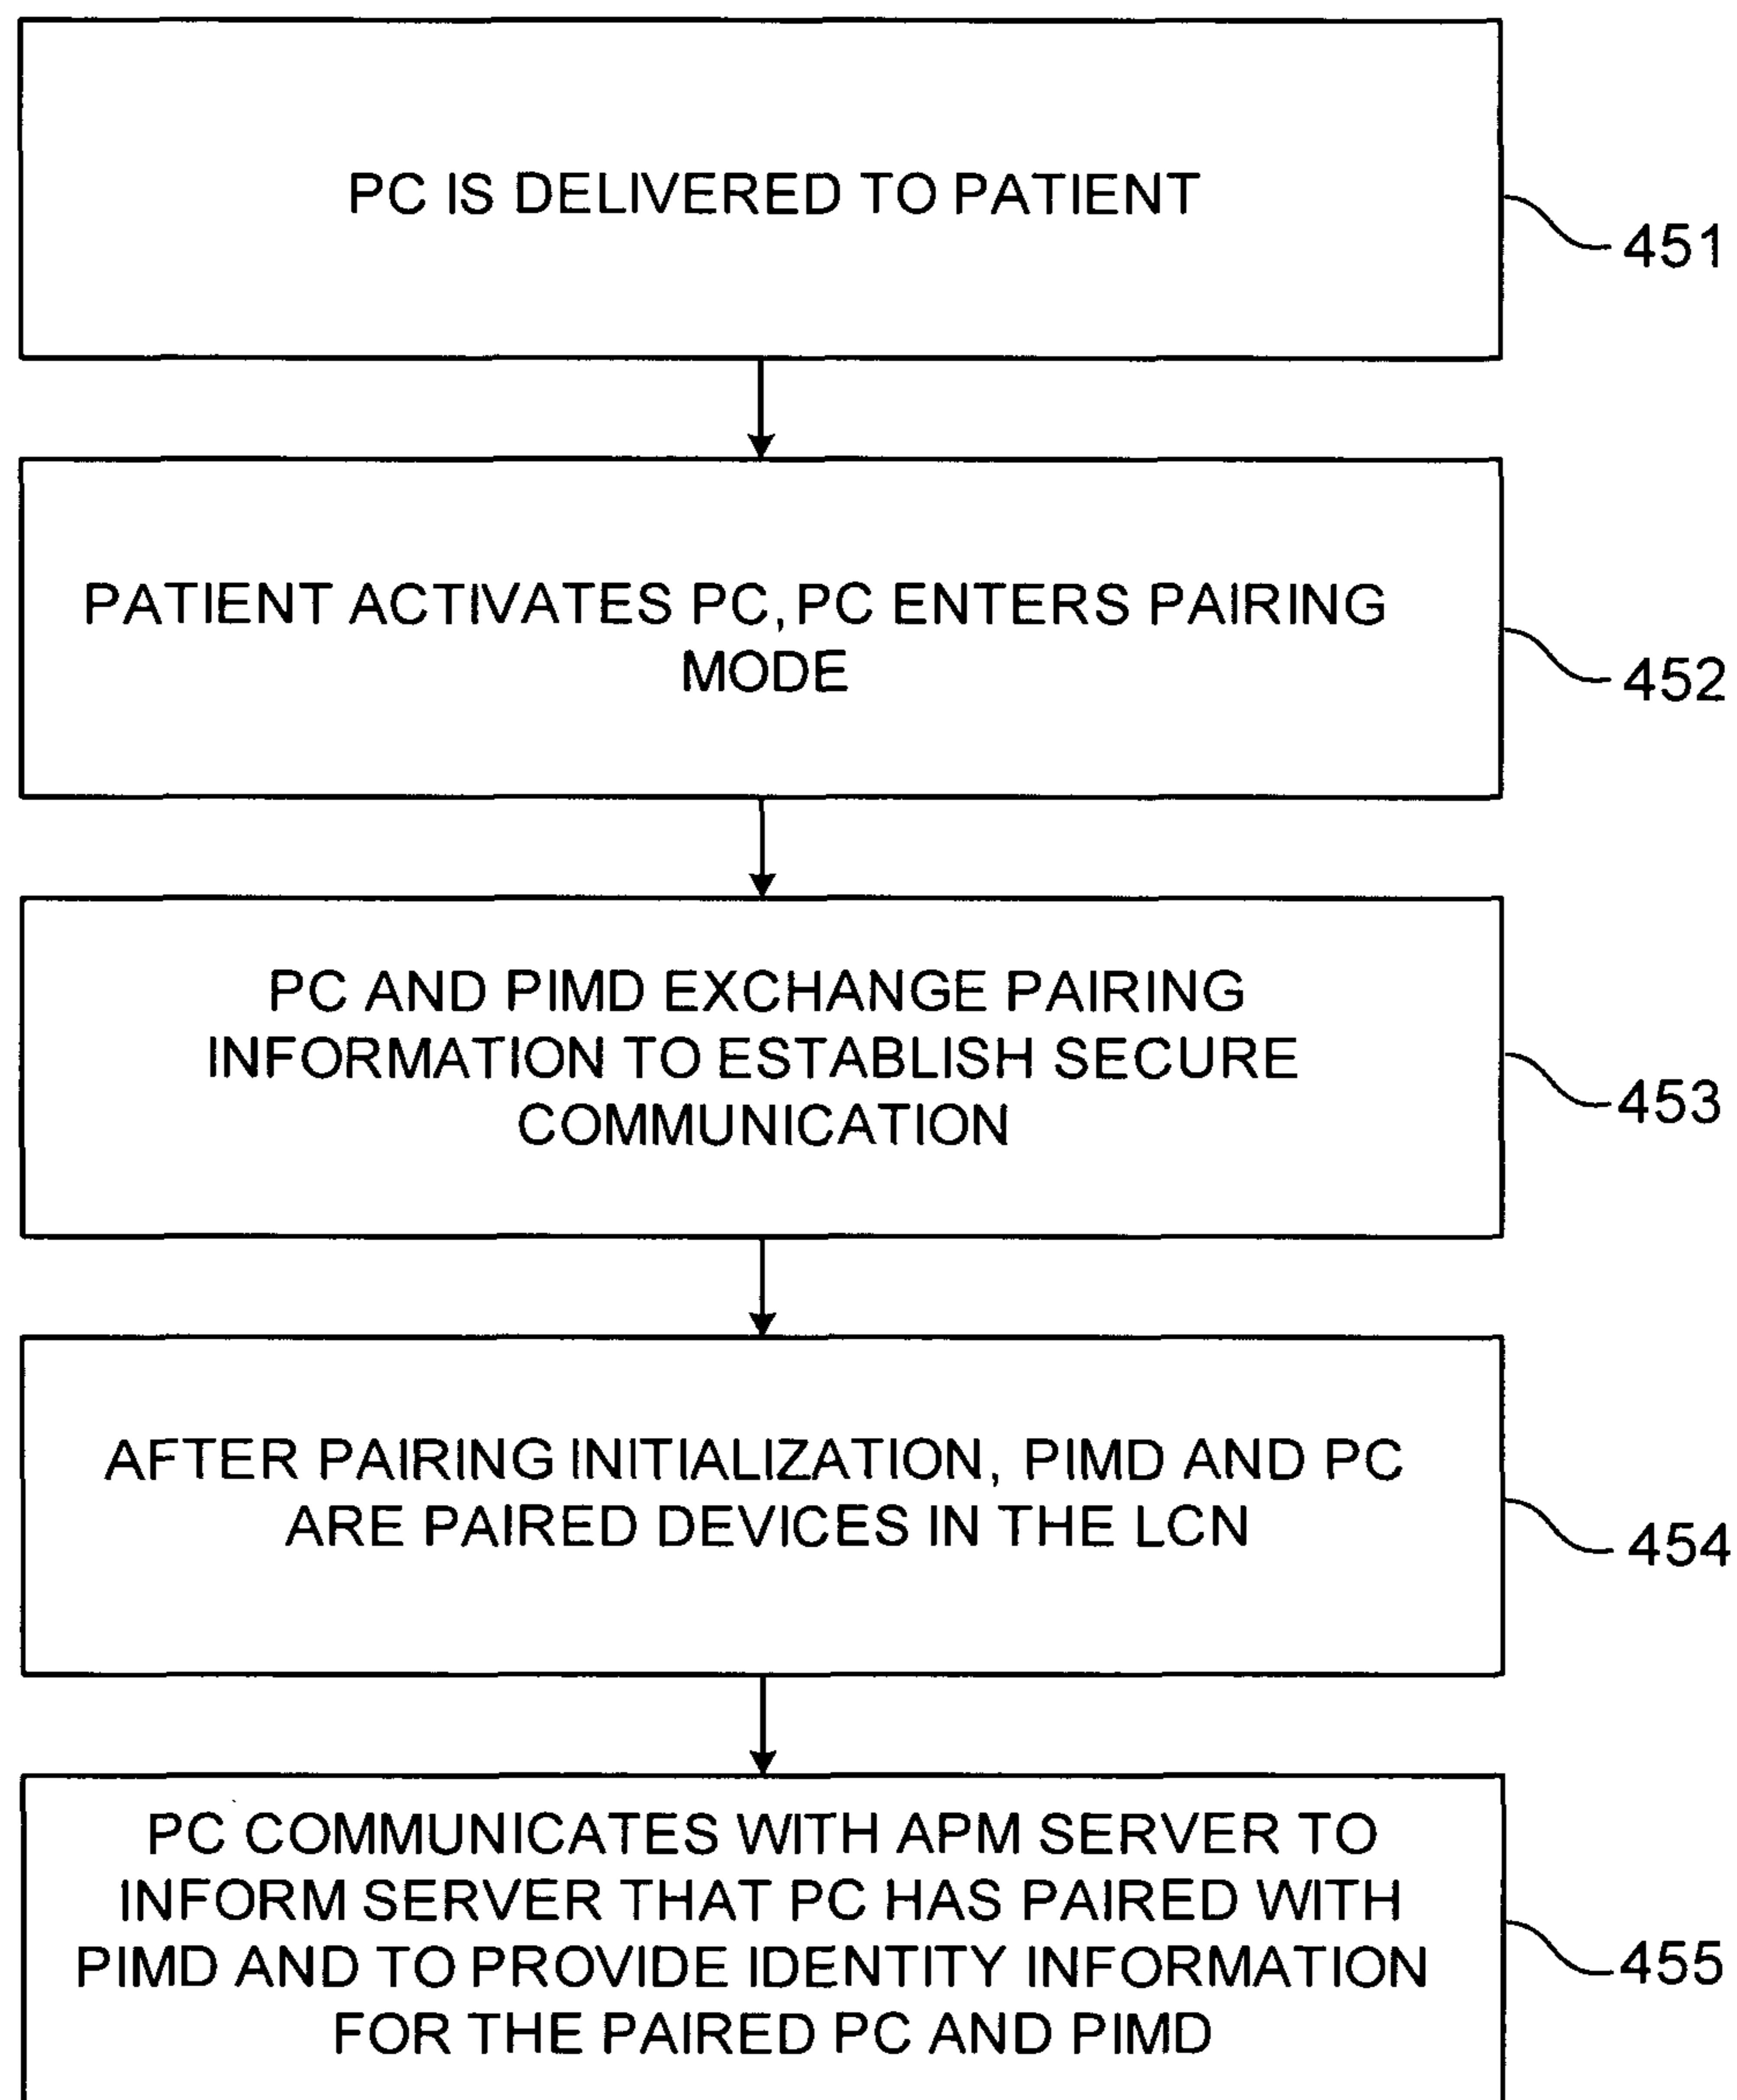 PC IS DELIVERED TO PATIENT
451
PATIENT ACTIVATES PC, PC ENTERS PAIRING
MODE
452
PC AND PIMD EXCHANGE PAIRING
INFORMATION TO ESTABLISH SECURE
COMMUNICATION
453
AFTER PAIRING INITIALIZATION, PIMD AND PC
ARE PAIRED DEVICES IN THE LCN
454
PC COMMUNICATES WITH APM SERVER TO
INFORM SERVER THAT PC HAS PAIRED WITH
PIMD AND TO PROVIDE IDENTITY INFORMATION
FOR THE PAIRED PC AND PIMD
455